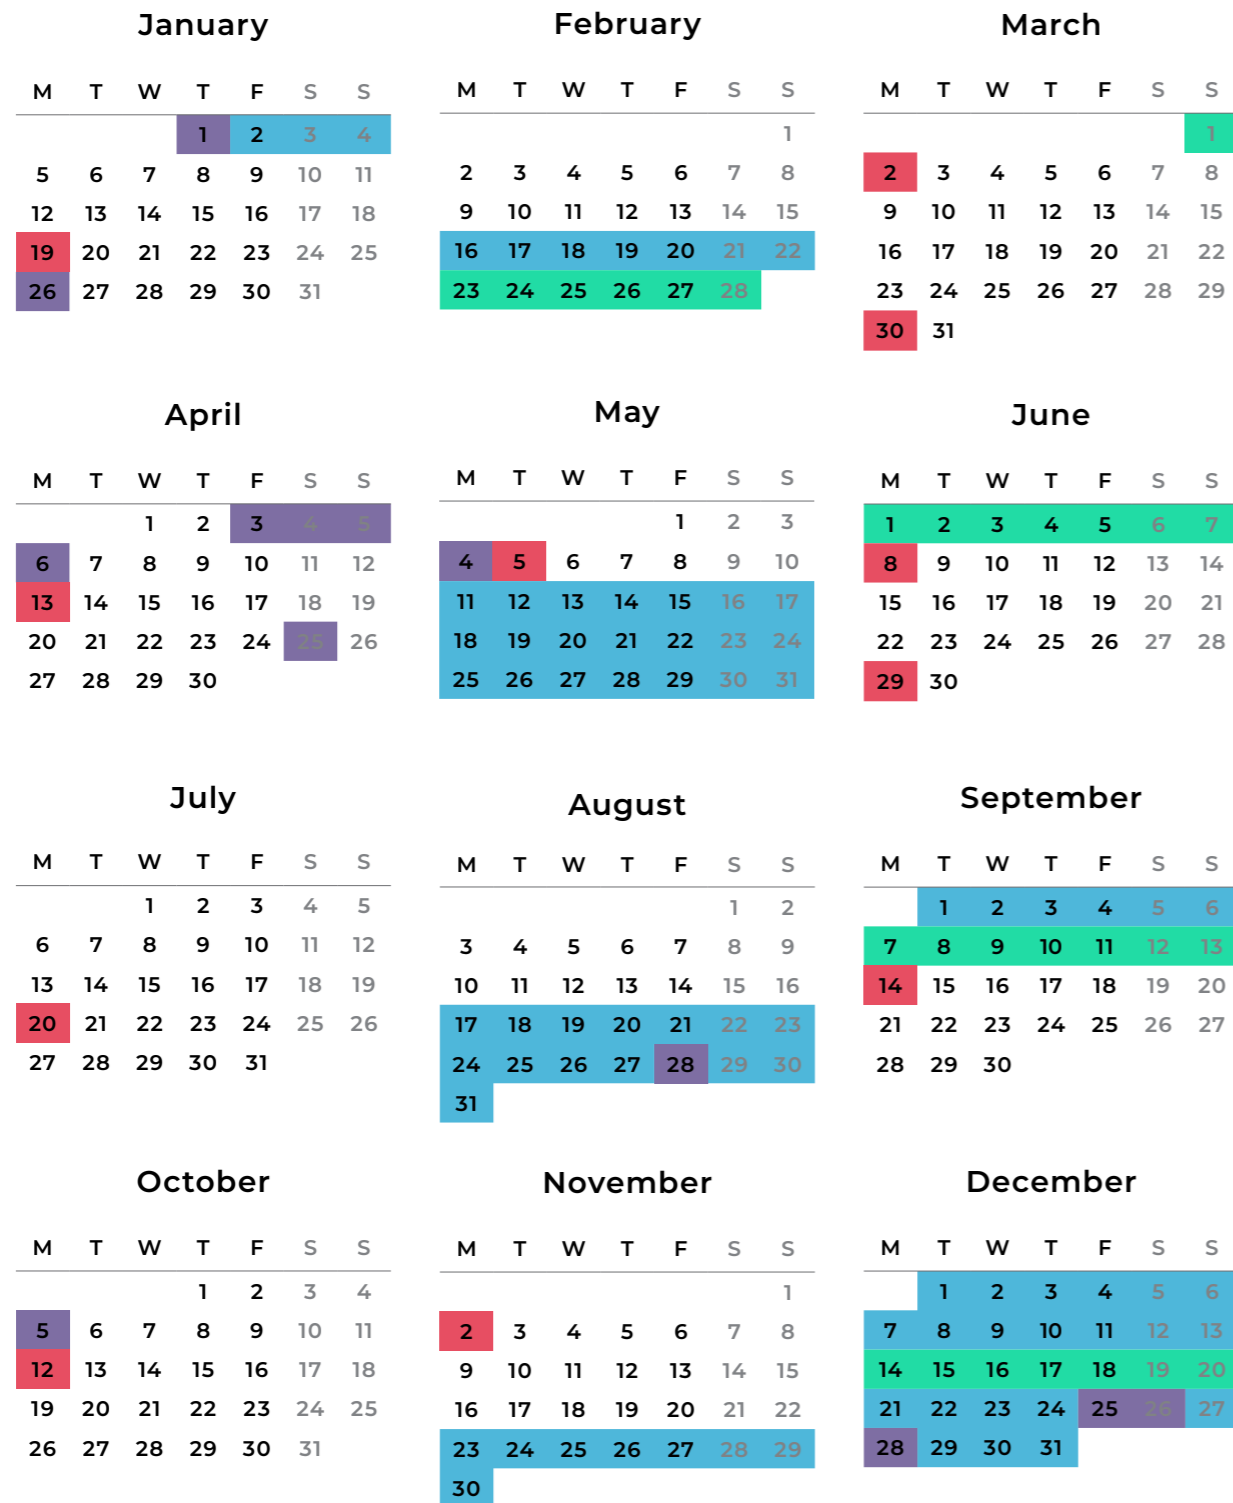 January
M T W T F S S
1 2 3 4
5 6 7 8 9 10 11
12 13 14 15 16 17 18
19 20 21 22 23 24 25
26 27 28 29 30 31
February
M T W T F S S
1
2 3 4 5 6 7 8
9 10 11 12 13 14 15
16 17 18 19 20 21 22
23 24 25 26 27 28
March
M T W T F S S
1
2 3 4 5 6 7 8
9 10 11 12 13 14 15
16 17 18 19 20 21 22
23 24 25 26 27 28 29
30 31
April
M T W T F S S
1 2 3 4 5
6 7 8 9 10 11 12
13 14 15 16 17 18 19
20 21 22 23 24 25 26
27 28 29 30
May
M T W T F S S
1 2 3
4 5 6 7 8 9 10
11 12 13 14 15 16 17
18 19 20 21 22 23 24
25 26 27 28 29 30 31
June
M T W T F S S
1 2 3 4 5 6 7
8 9 10 11 12 13 14
15 16 17 18 19 20 21
22 23 24 25 26 27 28
29 30
July
M T W T F S S
1 2 3 4 5
6 7 8 9 10 11 12
13 14 15 16 17 18 19
20 21 22 23 24 25 26
27 28 29 30 31
August
M T W T F S S
1 2
3 4 5 6 7 8 9
10 11 12 13 14 15 16
17 18 19 20 21 22 23
24 25 26 27 28 29 30
31
September
M T W T F S S
1 2 3 4 5 6
7 8 9 10 11 12 13
14 15 16 17 18 19 20
21 22 23 24 25 26 27
28 29 30
October
M T W T F S S
1 2 3 4
5 6 7 8 9 10 11
12 13 14 15 16 17 18
19 20 21 22 23 24 25
26 27 28 29 30 31
November
M T W T F S S
1
2 3 4 5 6 7 8
9 10 11 12 13 14 15
16 17 18 19 20 21 22
23 24 25 26 27 28 29
30
December
M T W T F S S
1 2 3 4 5 6
7 8 9 10 11 12 13
14 15 16 17 18 19 20
21 22 23 24 25 26 27
28 29 30 31